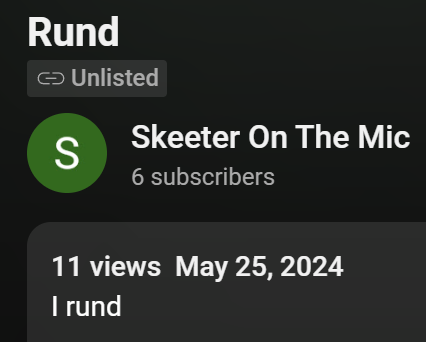 Rund
Unlisted
S
Skeeter On The Mic
6 subscribers
11 views  May 25, 2024
I rund